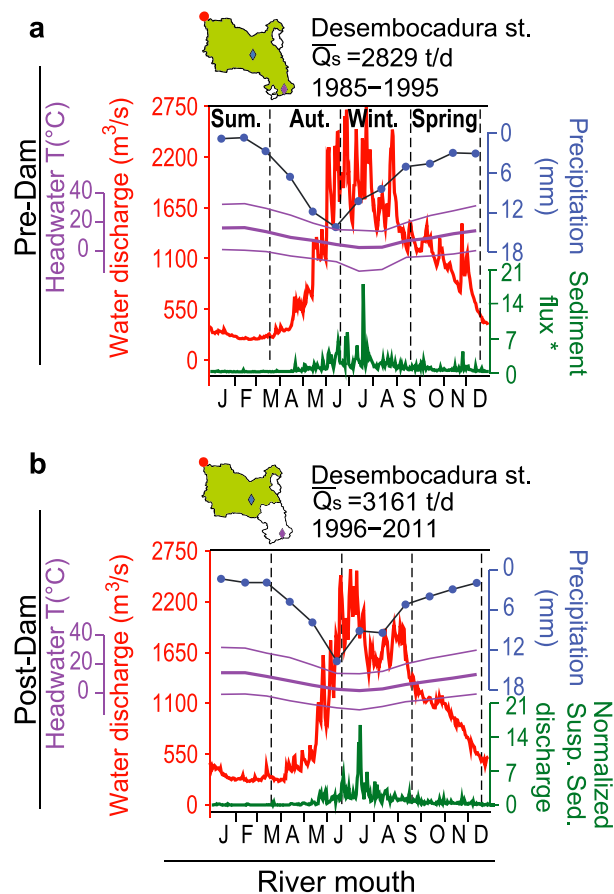 a
Desembocadura st.
Qs =2829 t/d
1985−1995
Pre-Dam
Headwater T(°C)
40
20
0
Water discharge (m³/s)
2750
2200
1650
1100
550
0
Sum. Aut. Wint. Spring
0
6
12
18
Precipitation
(mm)
21
14
7
0
Sediment
flux *
J F M A M J J A S O N D
b
Desembocadura st.
Qs =3161 t/d
1996−2011
Post-Dam
Headwater T(°C)
40
20
0
Water discharge (m³/s)
2750
2200
1650
1100
550
0
0
6
12
18
Precipitation
(mm)
21
14
7
0
Normalized
Susp. Sed.
discharge
J F M A M J J A S O N D
River mouth